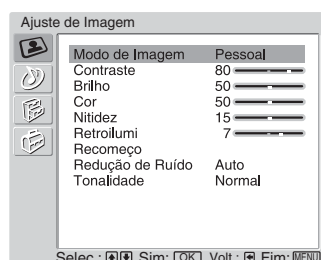 Ajuste de Imagem
Modo de Imagem Pessoal
Contraste 80
Brilho 50
Cor 50
Nitidez 15
Retroilumi 7
Recomeço
Redução de Ruído Auto
Tonalidade Normal
Selec.: Sim: OK Volt.: Fim: MENU